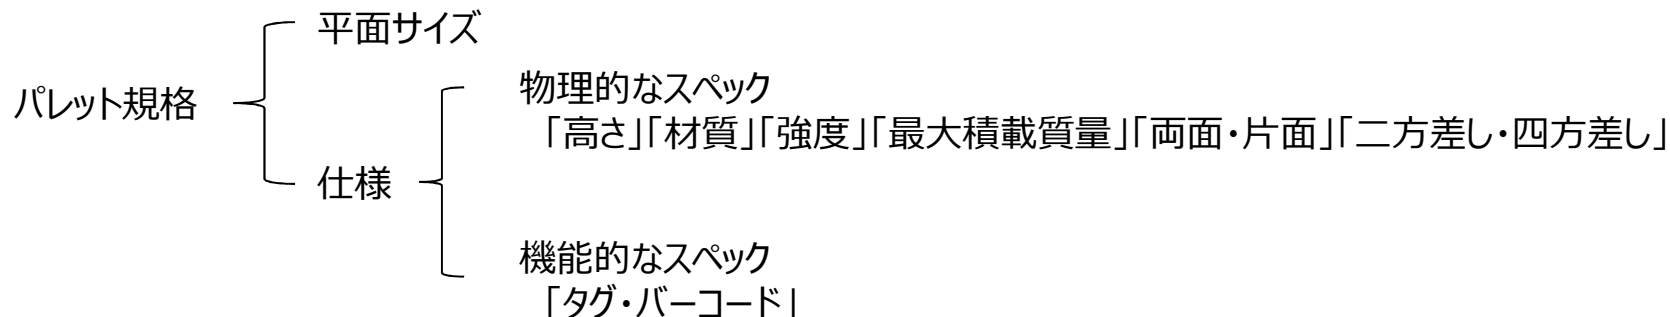 平面サイズ
パレット規格
物理的なスペック
「高さ」「材質」「強度」「最大積載質量」「両面・片面」「二方差し・四方差し」
仕様
機能的なスペック
「タグ・バーコード」